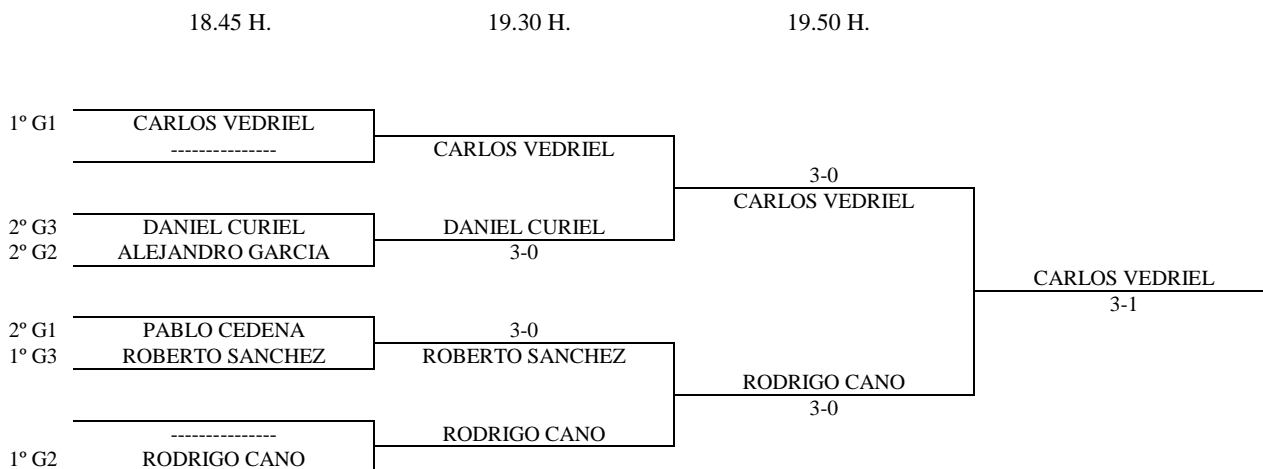 18.45 H. 19.30 H. 19.50 H.
1º G1 CARLOS VEDRIEL
--------------- CARLOS VEDRIEL
3-0
CARLOS VEDRIEL
2º G3 DANIEL CURIEL DANIEL CURIEL
2º G2 ALEJANDRO GARCIA 3-0
CARLOS VEDRIEL
3-1
2º G1 PABLO CEDENA 3-0
1º G3 ROBERTO SANCHEZ ROBERTO SANCHEZ
RODRIGO CANO
3-0
--------------- RODRIGO CANO
1º G2 RODRIGO CANO